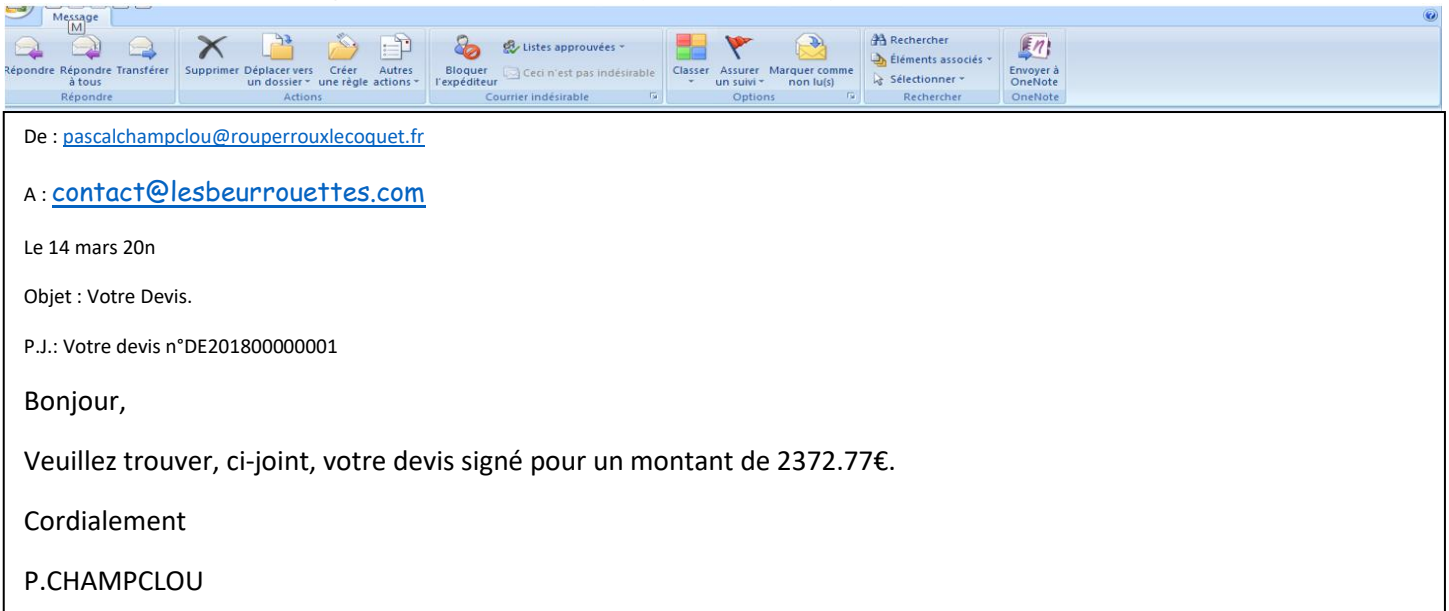 Message
M
Répondre Répondre à tous Transférer
Répondre
Supprimer Déplacer vers un dossier Créer une règle Autres actions
Actions
Bloquer l'expéditeur Listes approuvées Ceci n'est pas indésirable
Courrier indésirable
Classer Assurer un suivi Marquer comme non lu(s)
Options
Rechercher
Éléments associés
Sélectionner
Rechercher
Envoyer à OneNote
OneNote
De : pascalchampclou@rouperrouxlecoquet.fr
A : contact@lesbeurrouettes.com
Le 14 mars 20n
Objet : Votre Devis.
P.J.: Votre devis n°DE201800000001
Bonjour,
Veuillez trouver, ci-joint, votre devis signé pour un montant de 2372.77€.
Cordialement
P.CHAMPCLOU